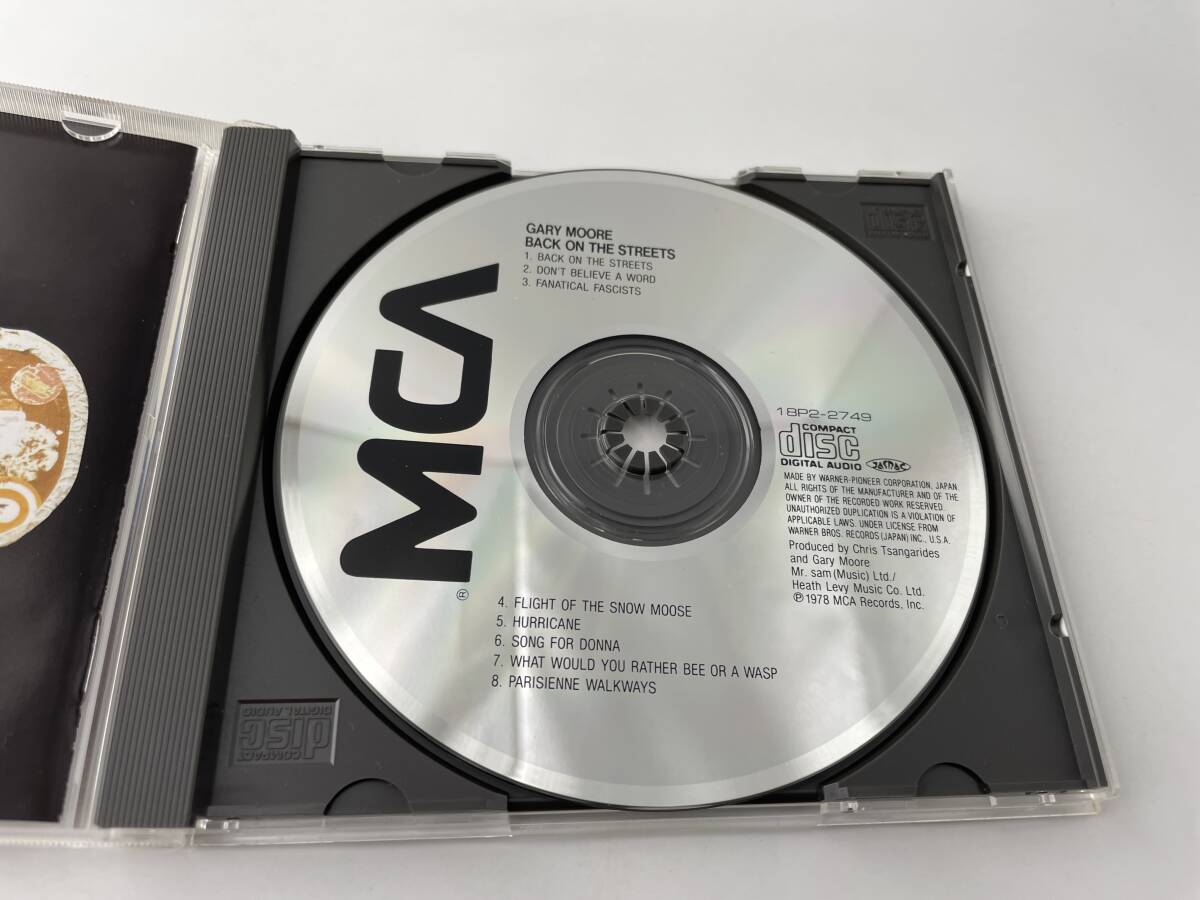 GARY MOORE
BACK ON THE STREETS
1. BACK ON THE STREETS
2. DON'T BELIEVE A WORD
3. FANATICAL FASCISTS
MCA
®
18P2-2749
COMPACT
disc
DIGITAL AUDIO
JASRAC
MADE BY WARNER-PIONEER CORPORATION, JAPAN.
ALL RIGHTS OF THE MANUFACTURER AND OF THE
OWNER OF THE RECORDED WORK RESERVED.
UNAUTHORIZED DUPLICATION IS A VIOLATION OF
APPLICABLE LAWS. UNDER LICENSE FROM
WARNER BROS. RECORDS (JAPAN) INC., U.S.A.
Produced by Chris Tsangarides
and Gary Moore
Mr. sam (Music) Ltd./
Heath Levy Music Co. Ltd.
℗1978 MCA Records, Inc.
4. FLIGHT OF THE SNOW MOOSE
5. HURRICANE
6. SONG FOR DONNA
7. WHAT WOULD YOU RATHER BEE OR A WASP
8. PARISIENNE WALKWAYS
COMPACT
disc
DIGITAL AUDIO
disc